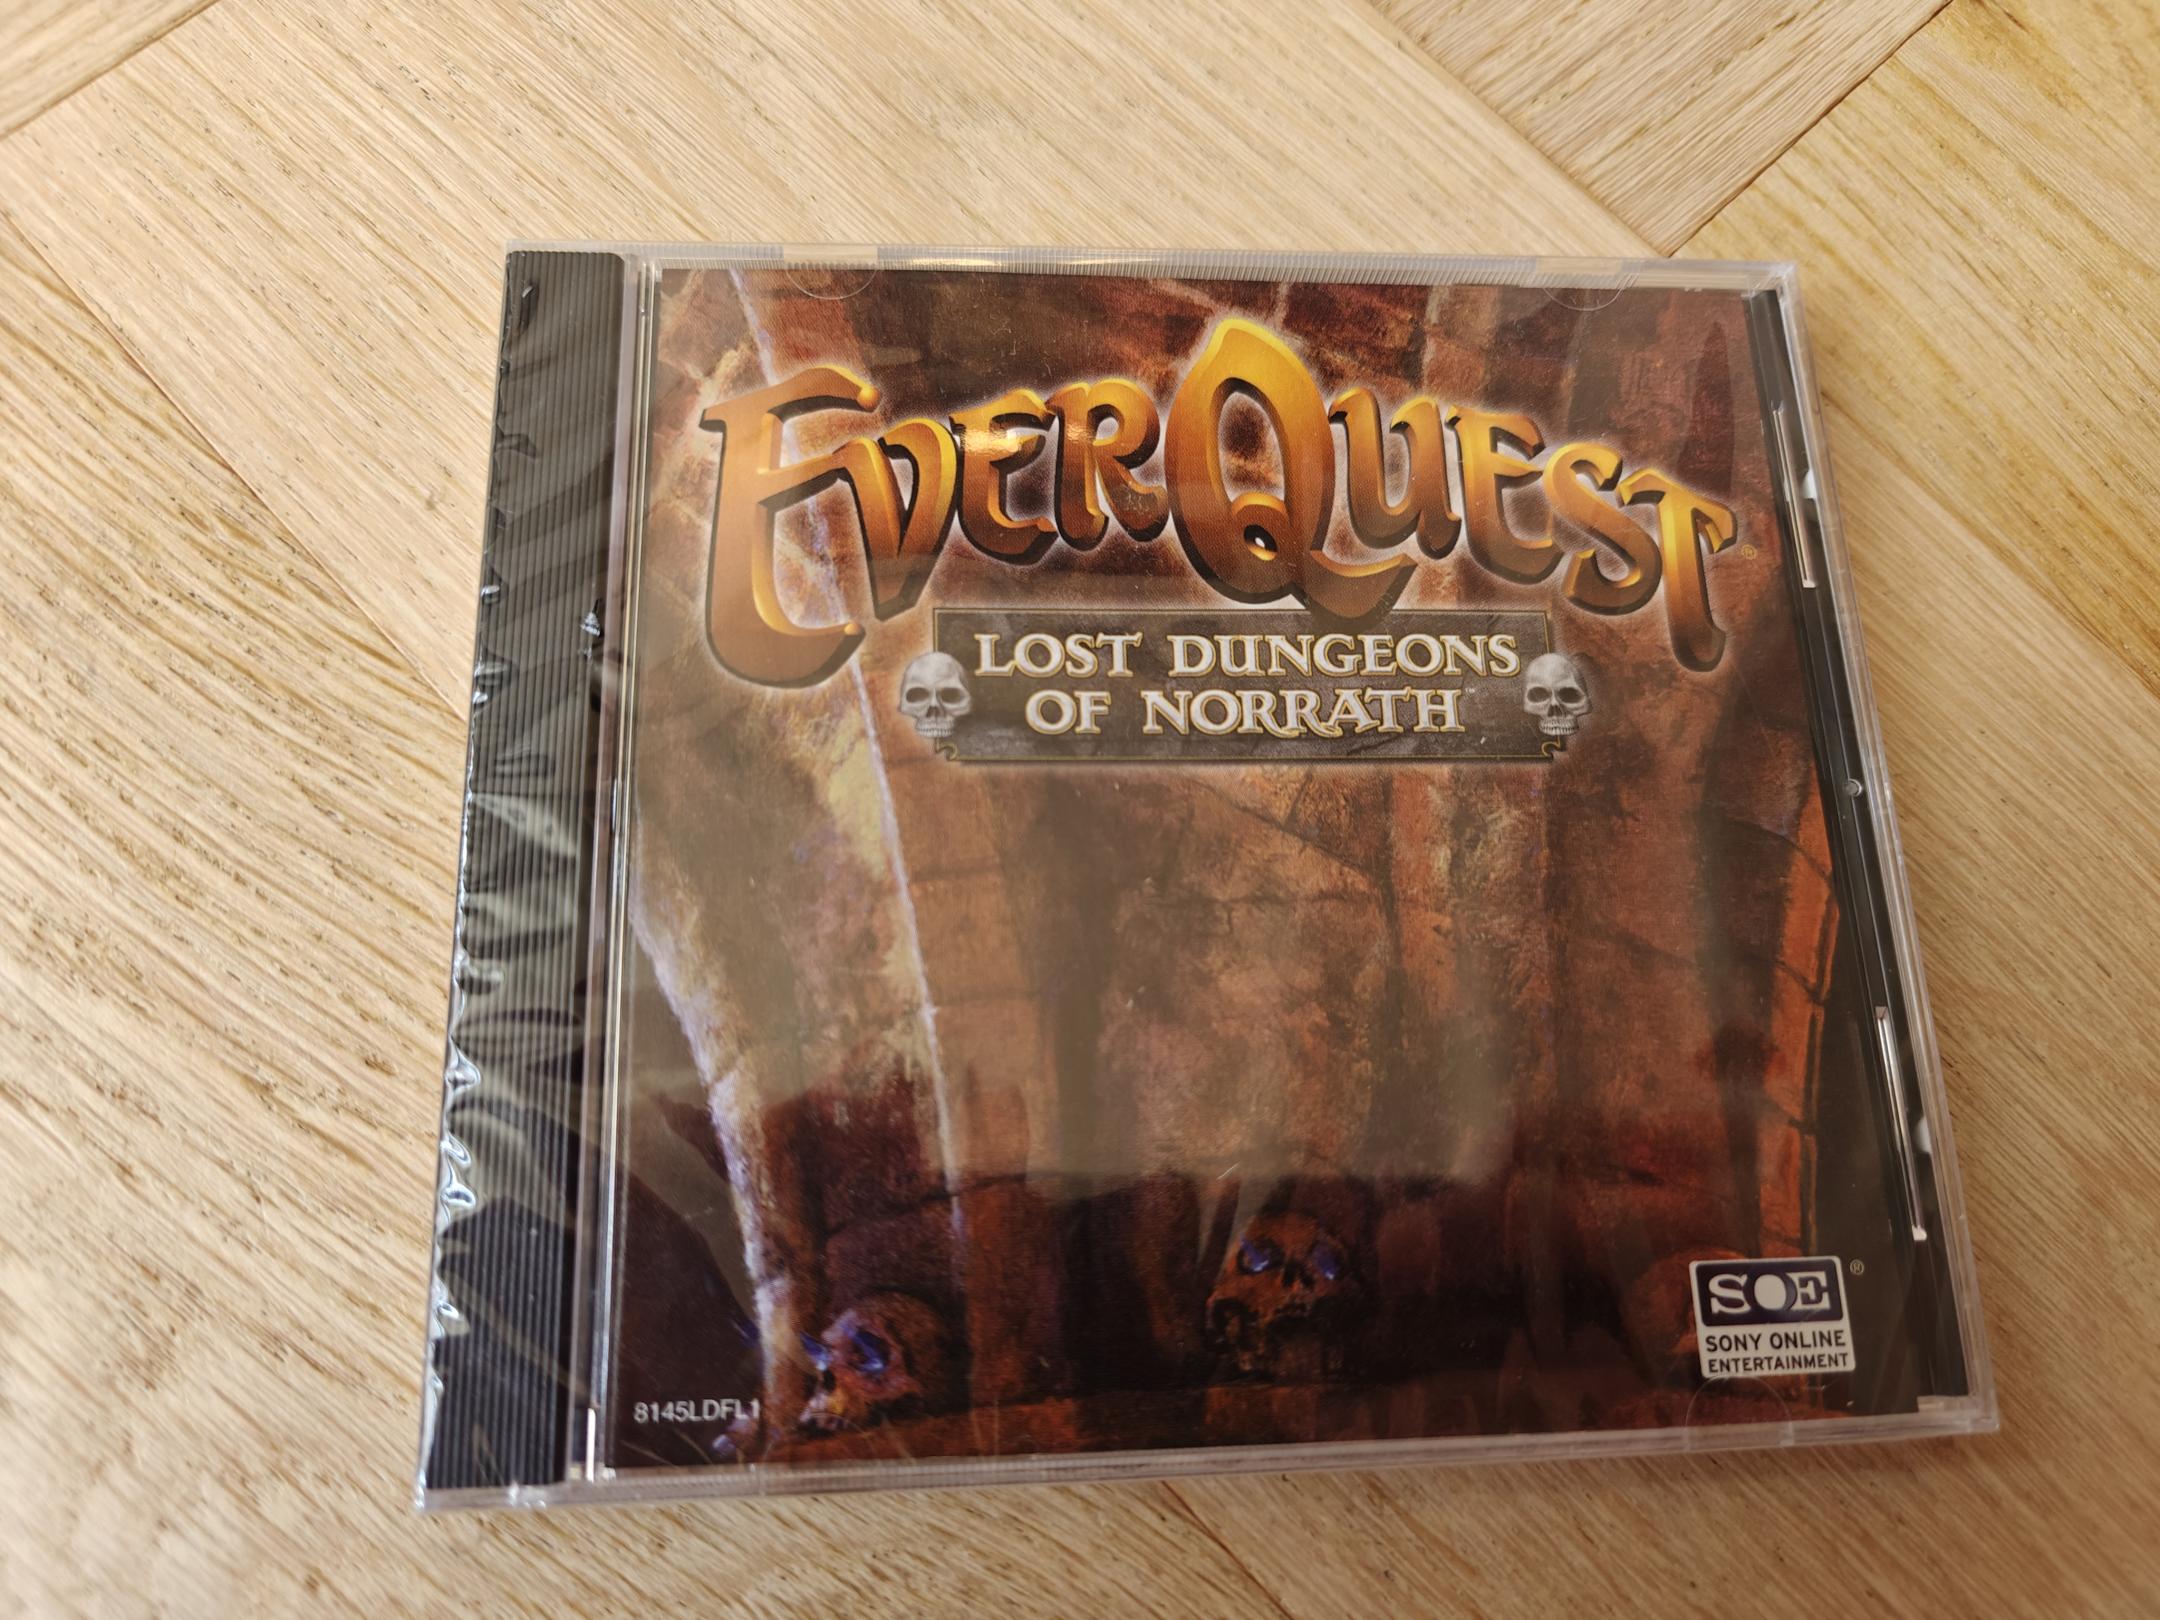 EVERQUEST®
LOST DUNGEONS
OF NORRATH™
SOE®
SONY ONLINE
ENTERTAINMENT
8145LDFL1